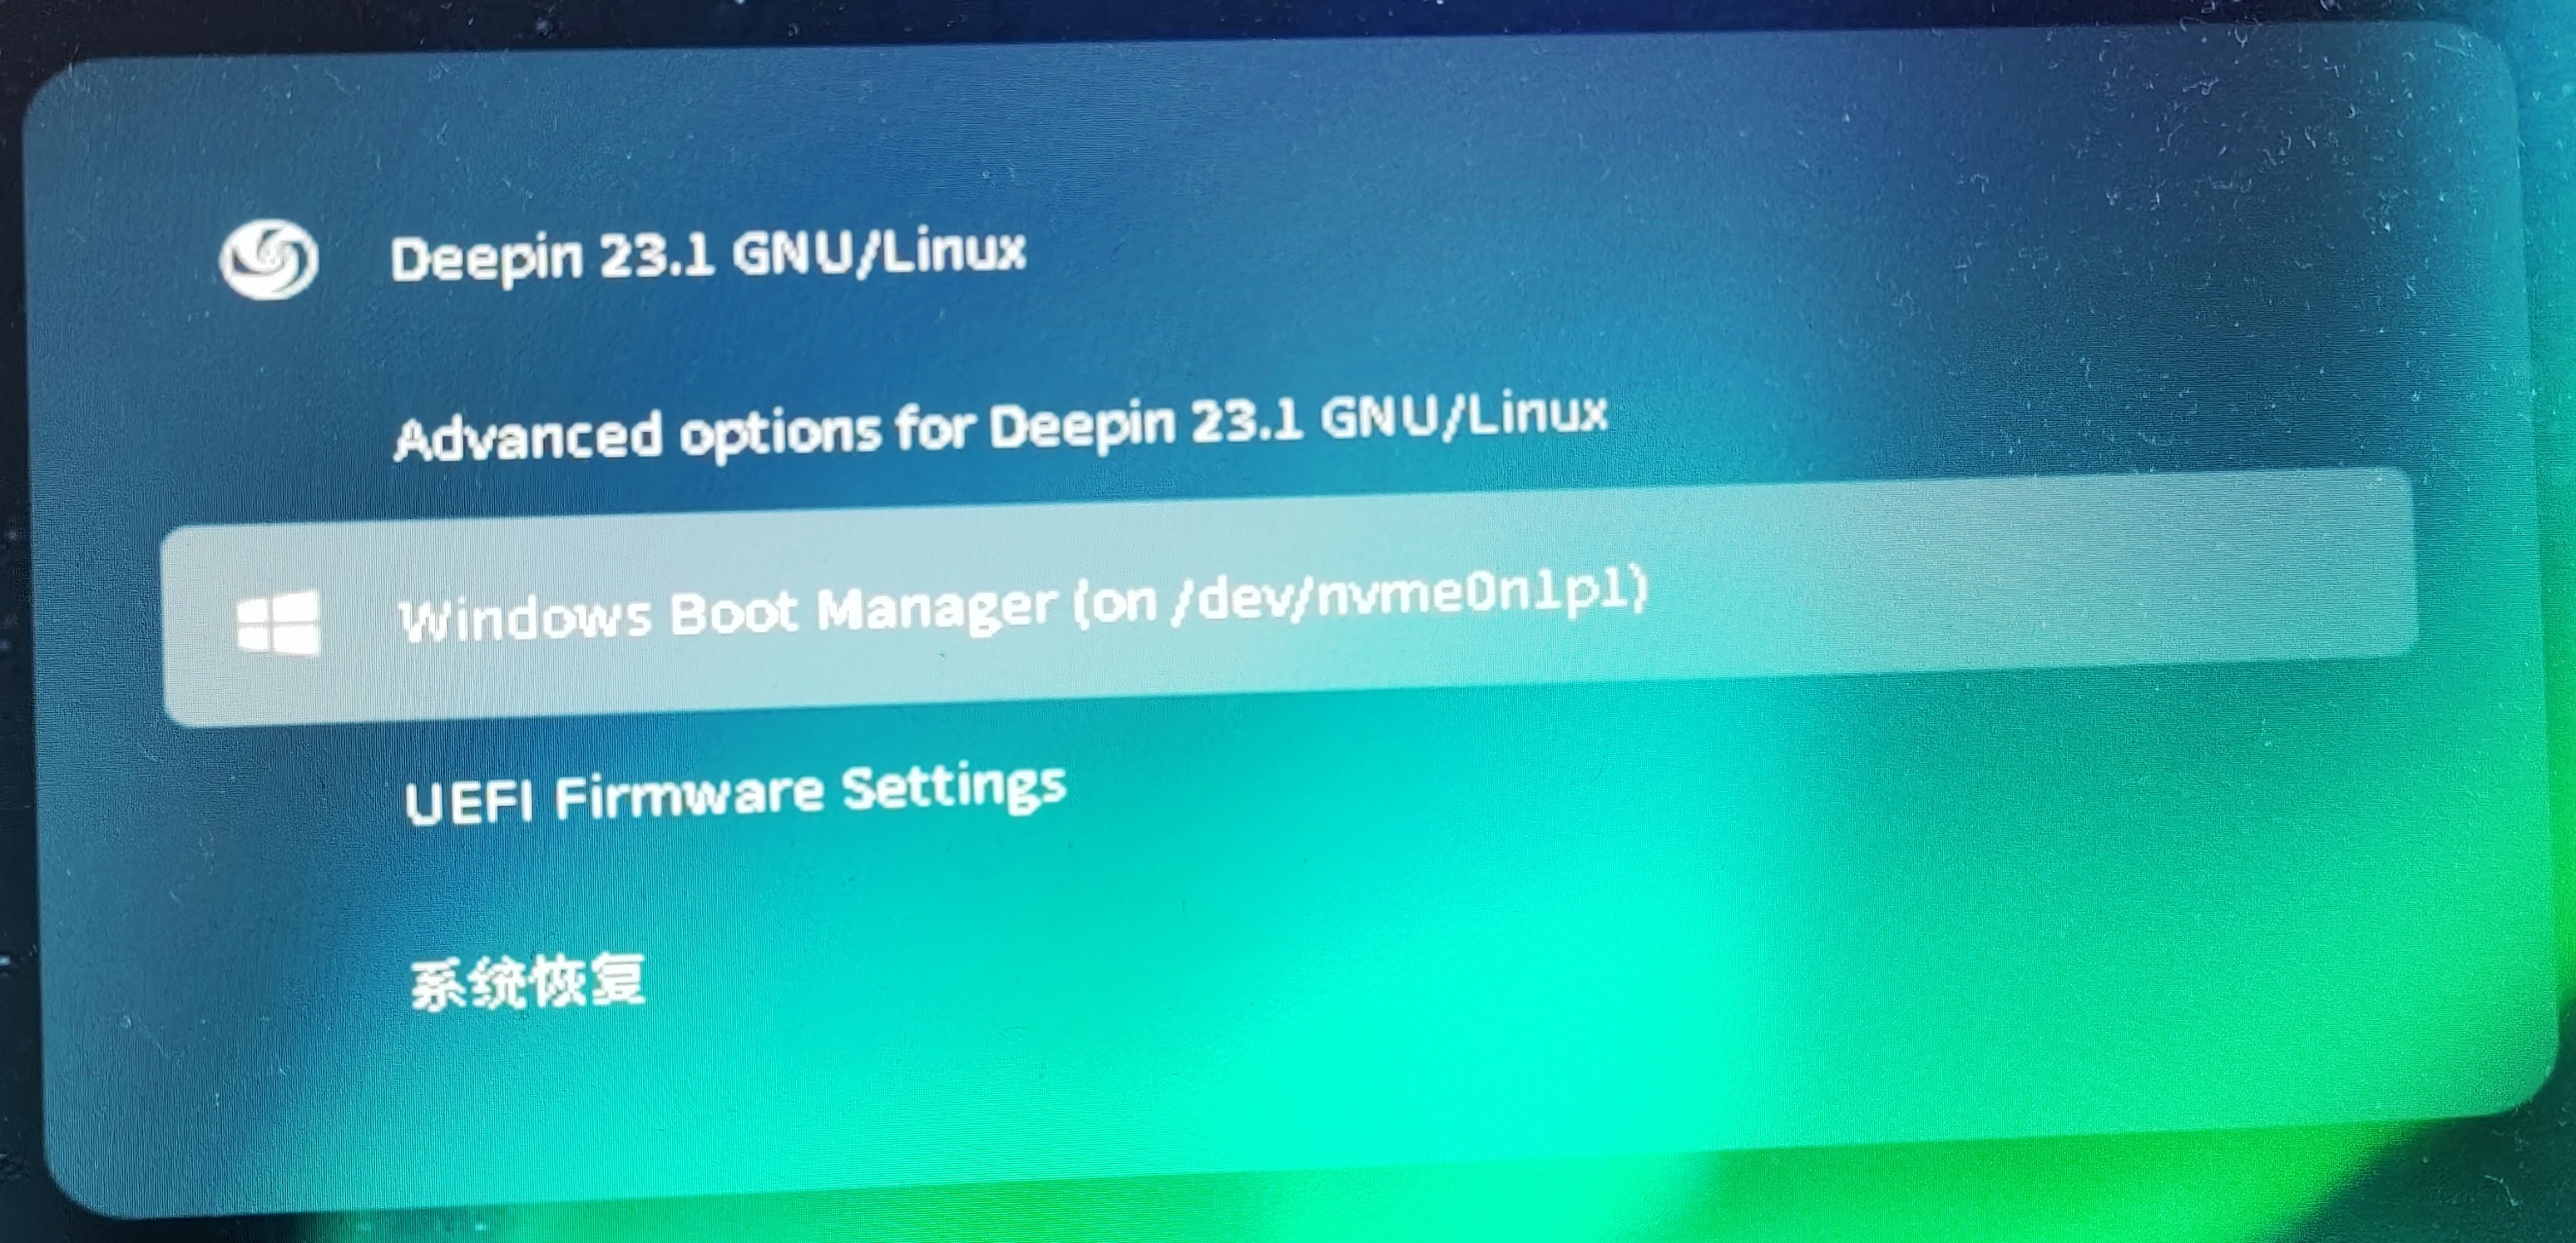 Deepin 23.1 GNU/Linux
Advanced options for Deepin 23.1 GNU/Linux
Windows Boot Manager (on /dev/nvme0n1p1)
UEFI Firmware Settings
系统恢复